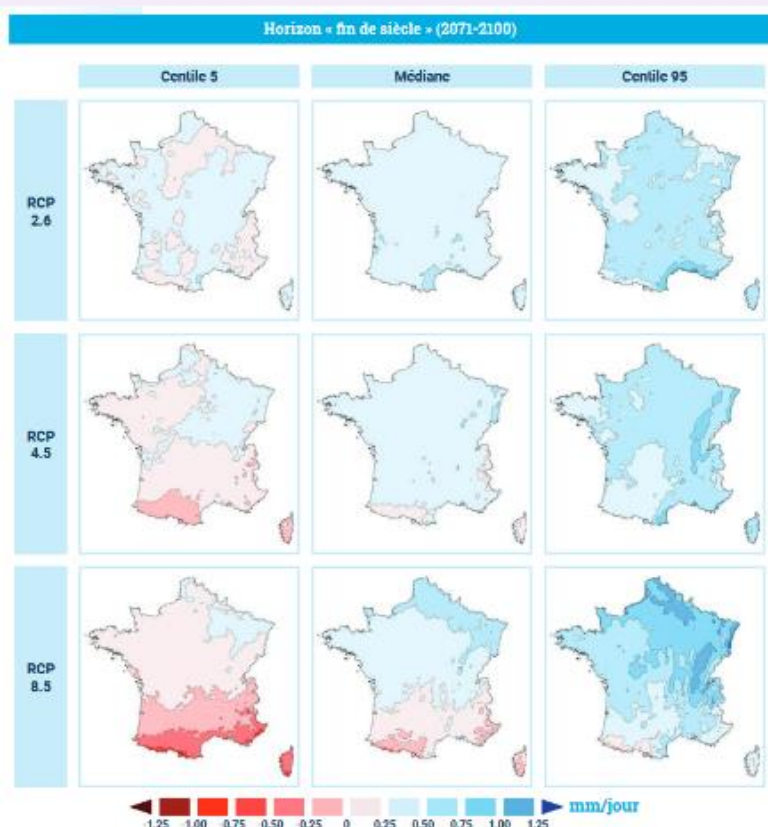 Horizon « fin de siècle » (2071-2100)
Centile 5 Médiane Centile 95
RCP
2.6
RCP
4.5
RCP
8.5
-1.25 -1.00 -0.75 -0.50 -0.25 0 0.25 0.50 0.75 1.00 1.25 mm/jour